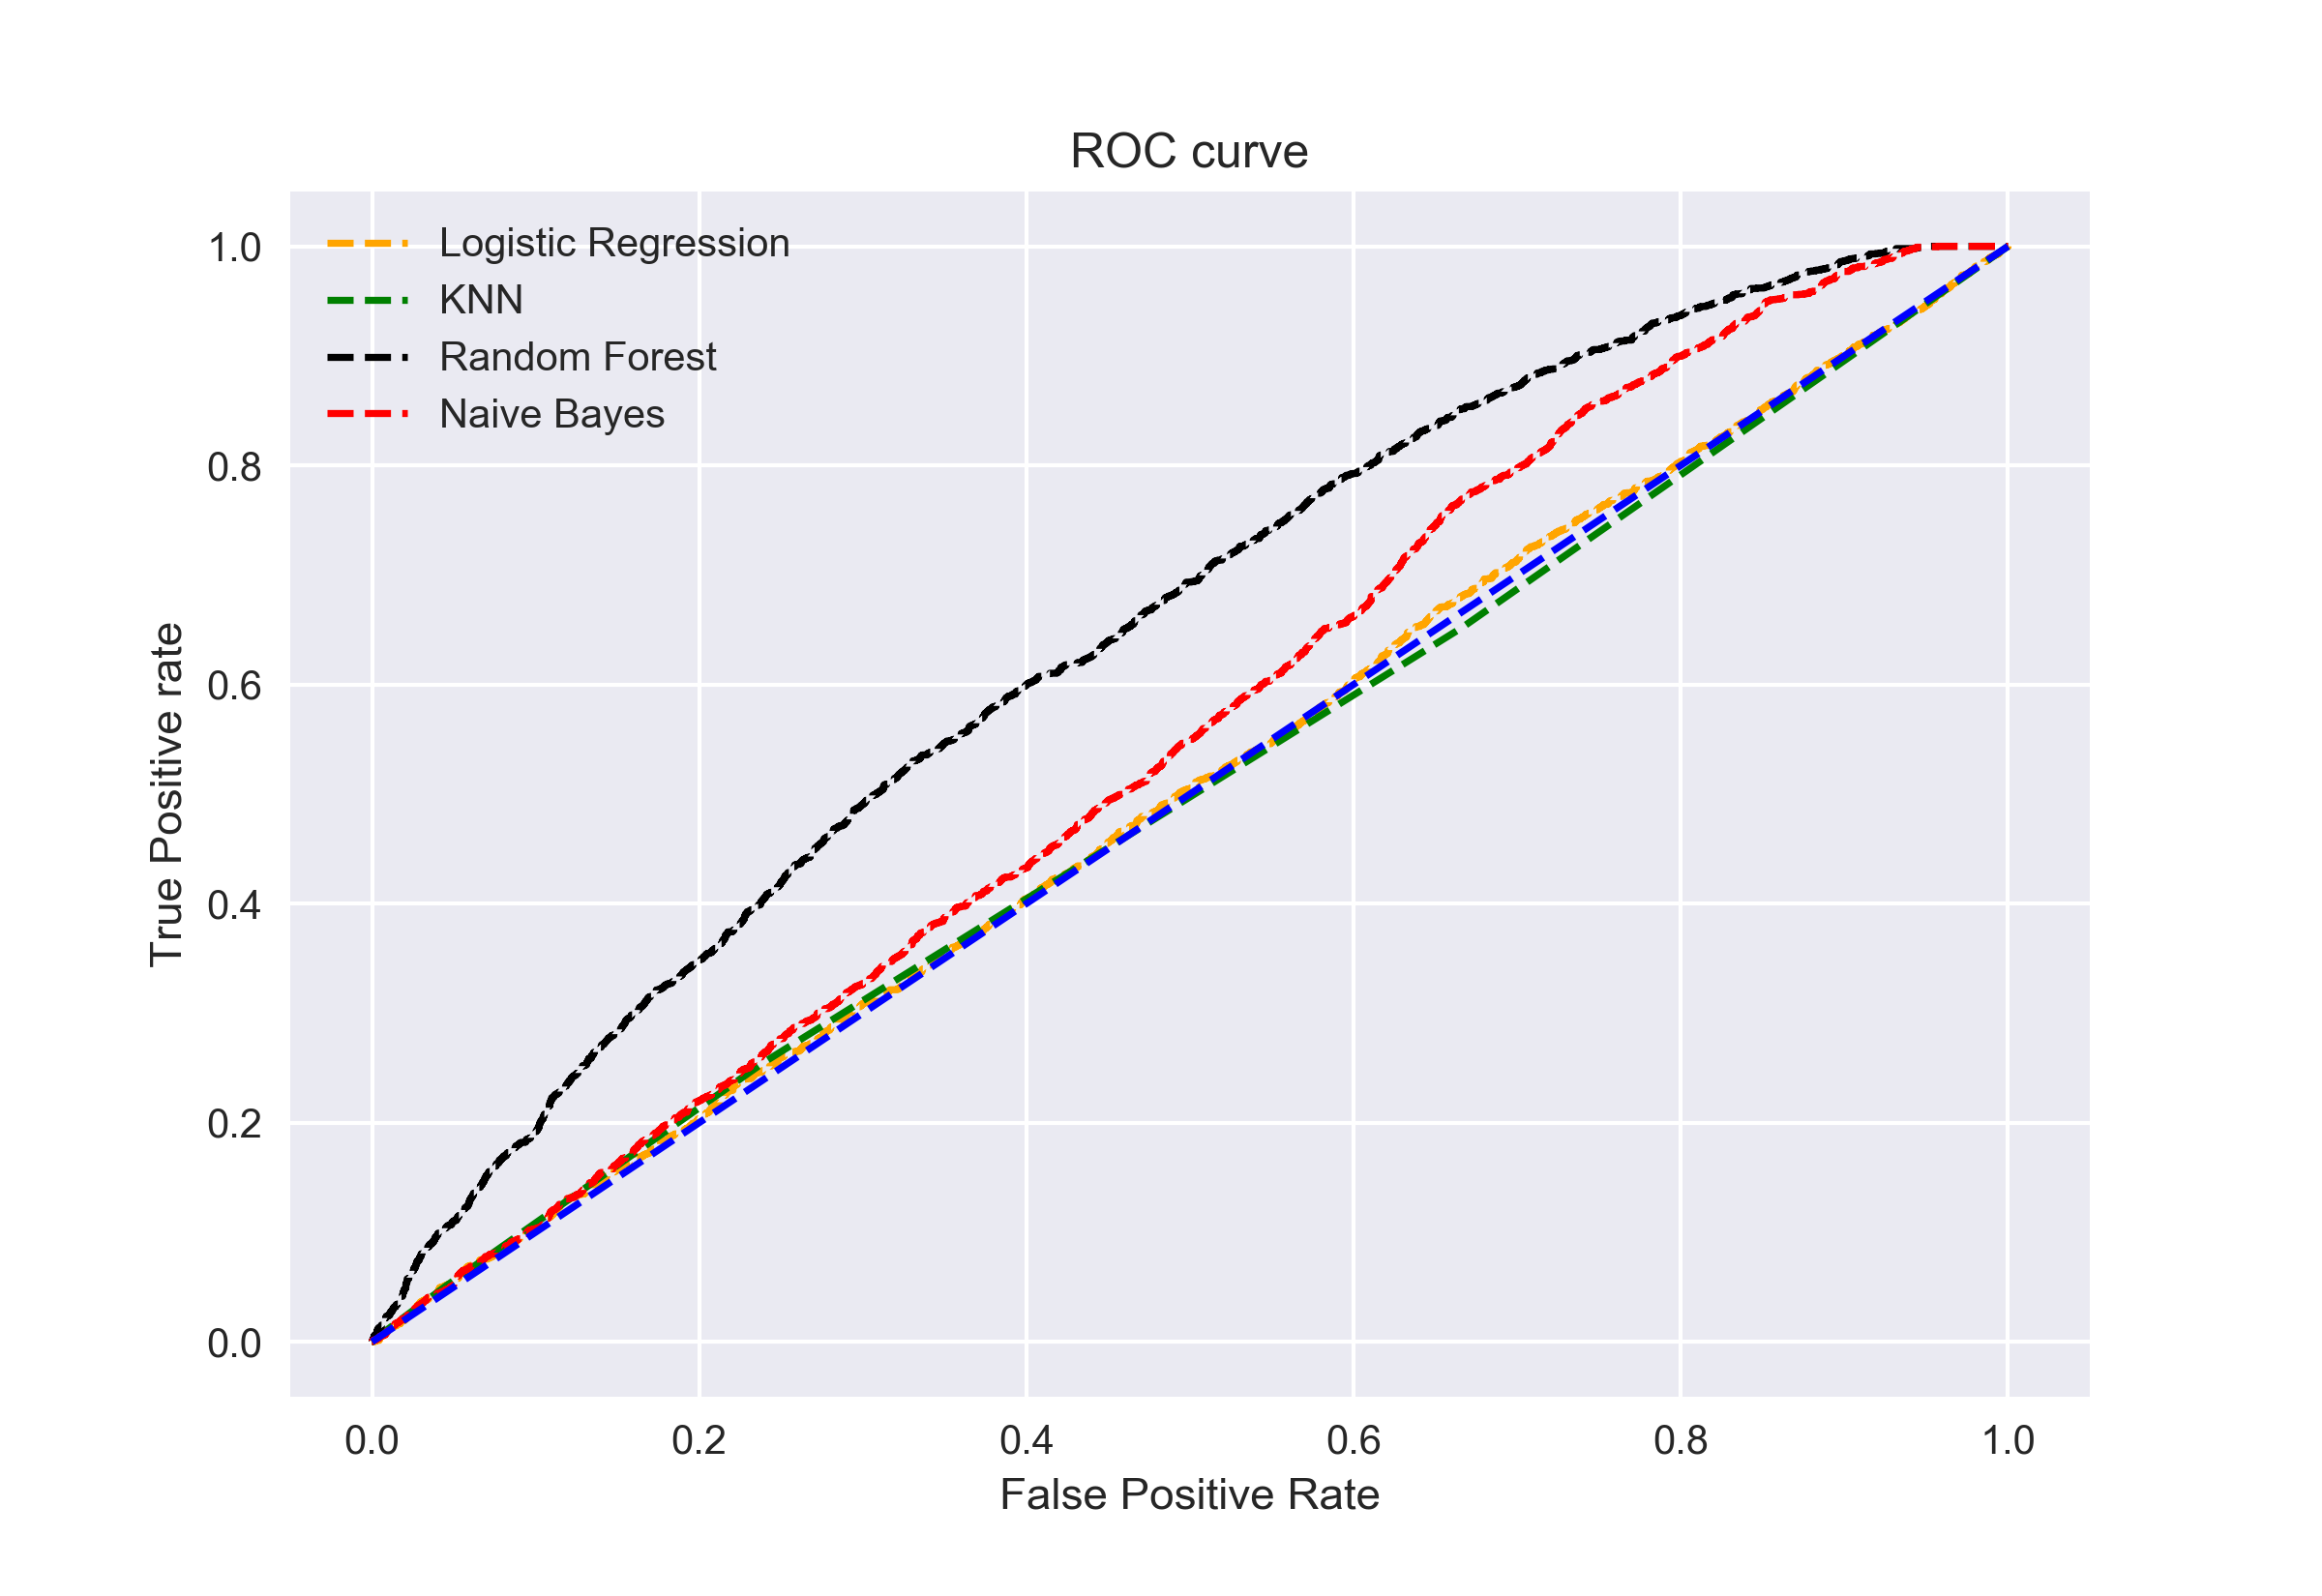 ROC curve
Logistic Regression
KNN
Random Forest
Naive Bayes
1.0
0.8
0.6
0.4
0.2
0.0
True Positive rate
0.0 0.2 0.4 0.6 0.8 1.0
False Positive Rate